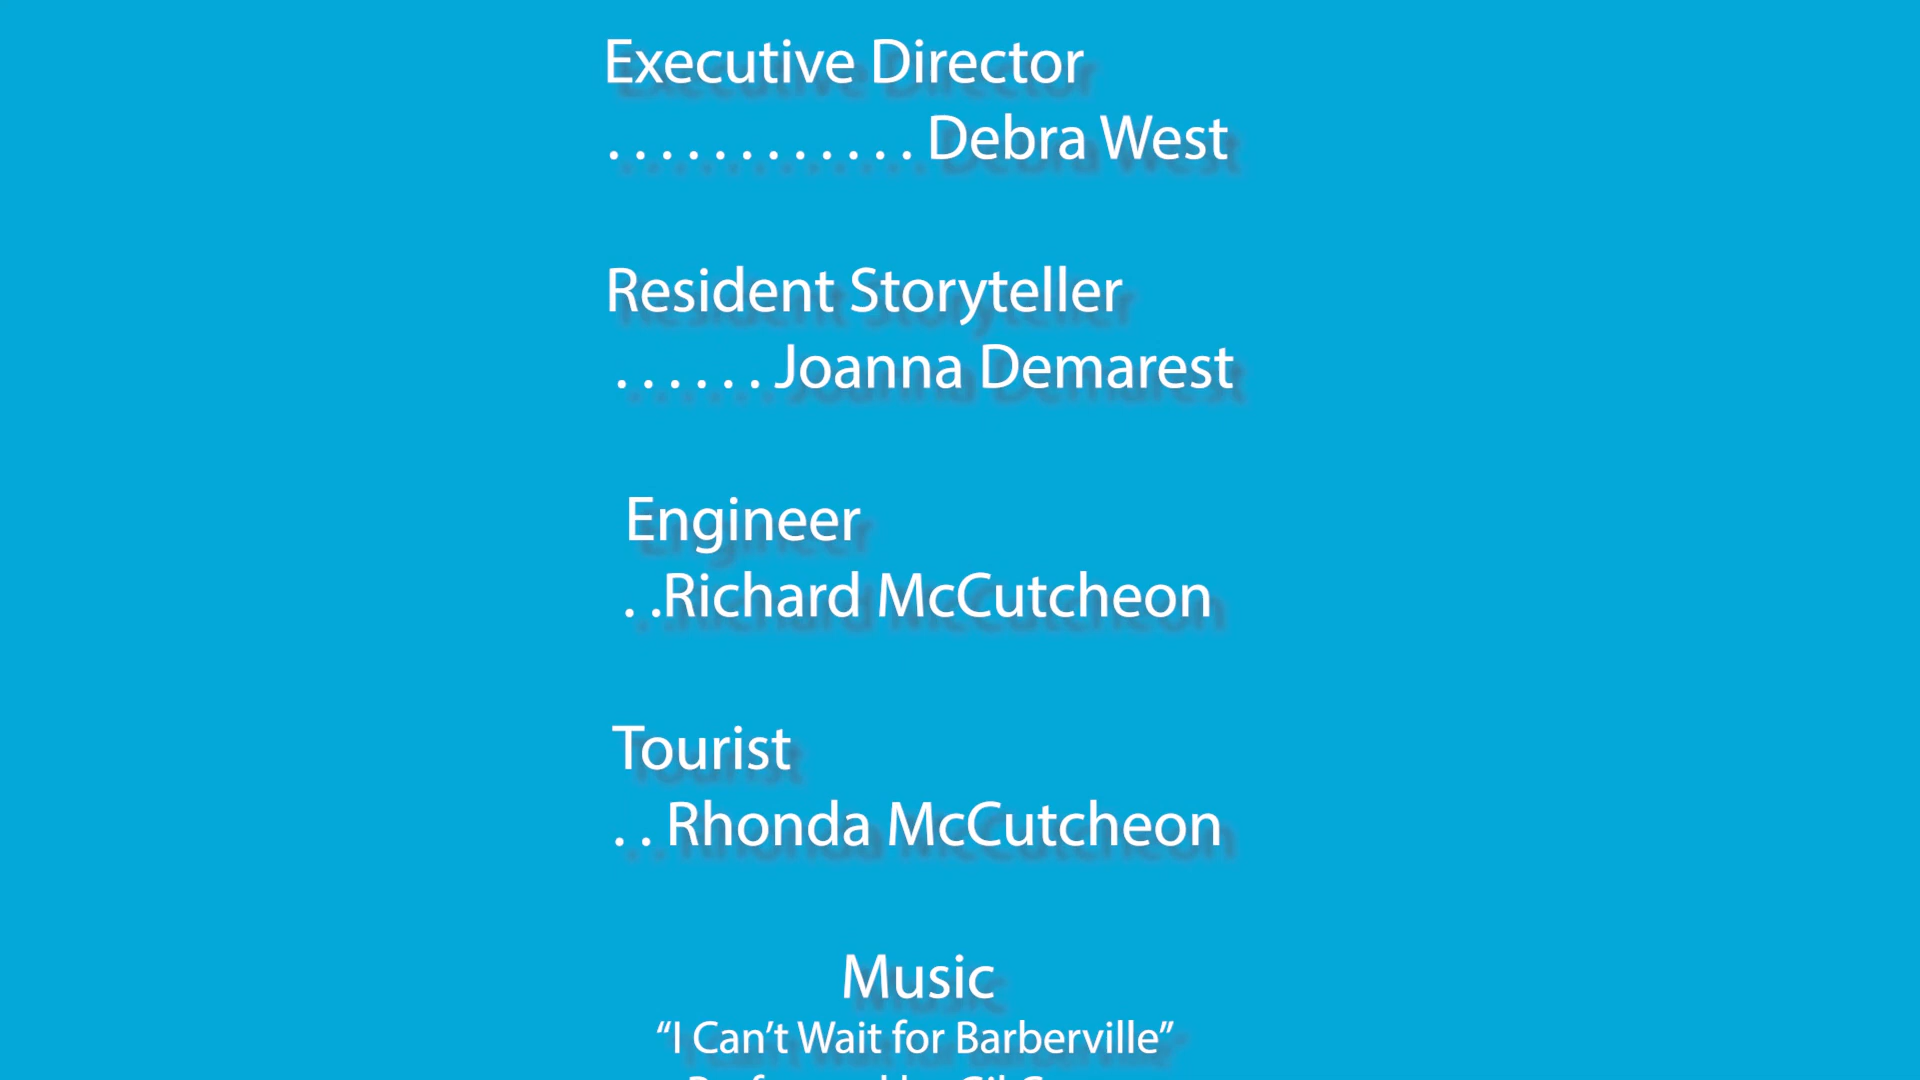 Executive Director
. . . . . . . . . . . . Debra West
Resident Storyteller
. . . . . . Joanna Demarest
Engineer
. .Richard McCutcheon
Tourist
. . Rhonda McCutcheon
Music
“I Can’t Wait for Barberville”